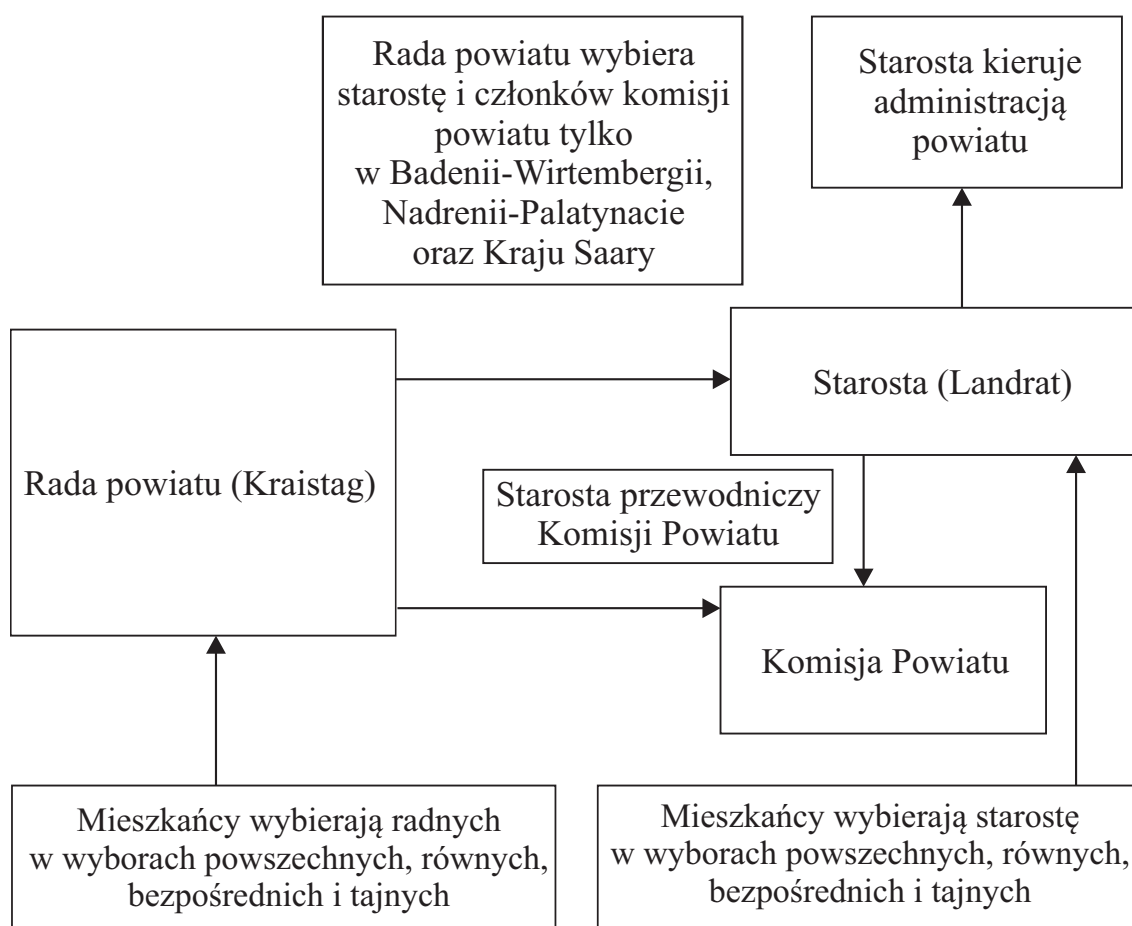 Rada powiatu wybiera
starostę i członków komisji
powiatu tylko
w Badenii-Wirtembergii,
Nadrenii-Palatynacie
oraz Kraju Saary
Starosta kieruje
administracją
powiatu
Rada powiatu (Kraistag)
Starosta (Landrat)
Starosta przewodniczy
Komisji Powiatu
Komisja Powiatu
Mieszkańcy wybierają radnych
w wyborach powszechnych, równych,
bezpośrednich i tajnych
Mieszkańcy wybierają starostę
w wyborach powszechnych, równych,
bezpośrednich i tajnych